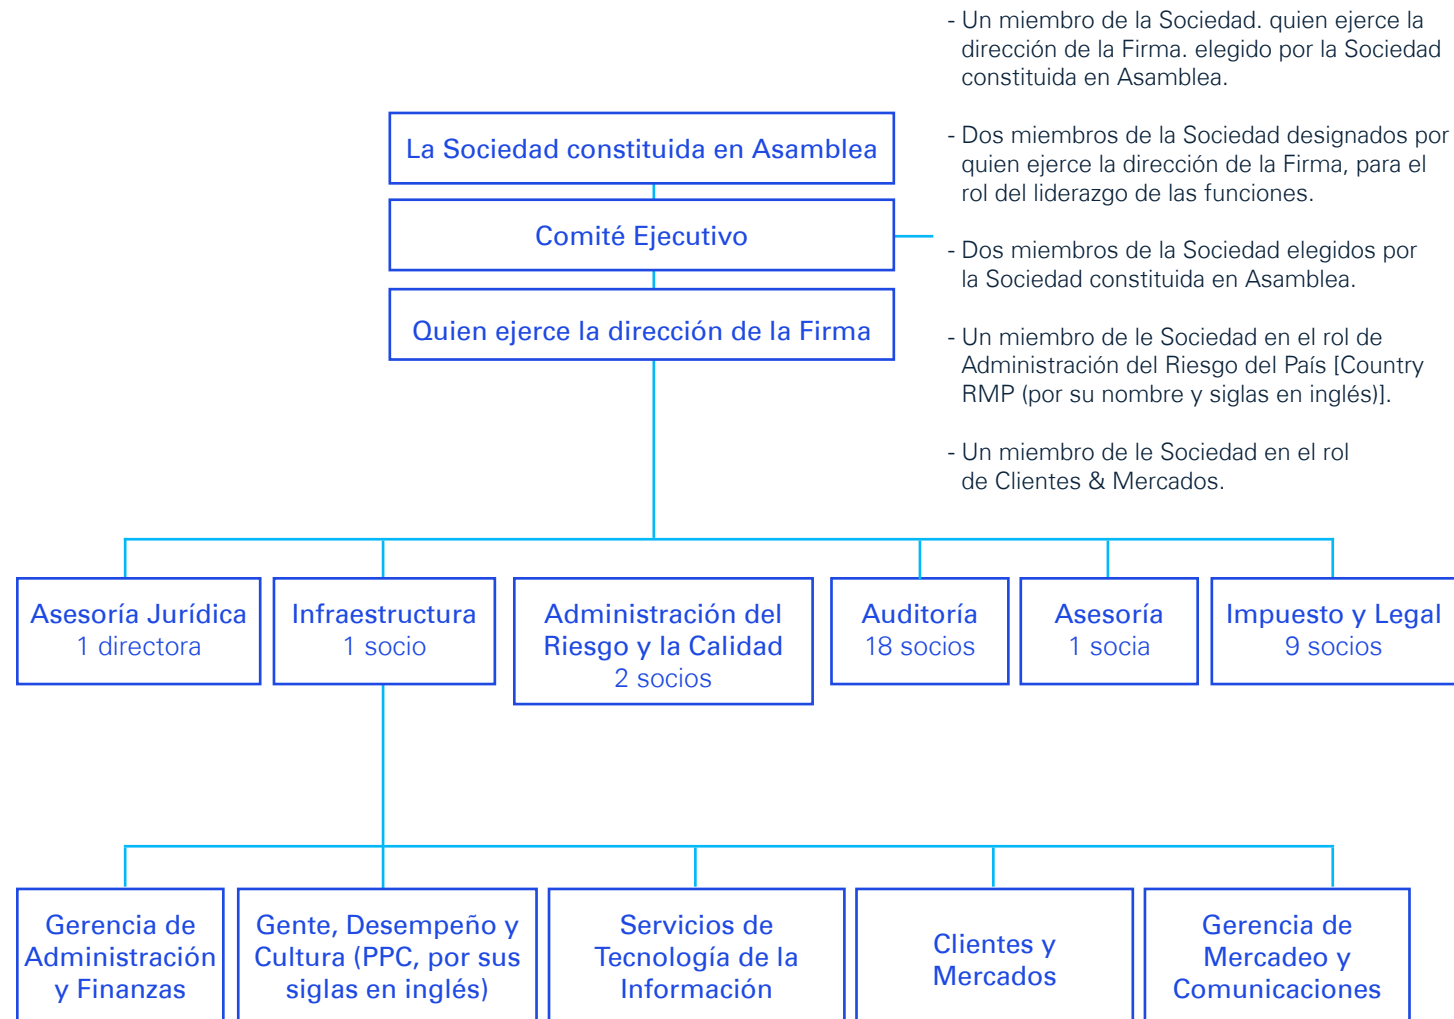 - Un miembro de la Sociedad. quien ejerce la
dirección de la Firma. elegido por la Sociedad
constituida en Asamblea.
- Dos miembros de la Sociedad designados por
quien ejerce la dirección de la Firma, para el
rol del liderazgo de las funciones.
- Dos miembros de la Sociedad elegidos por
la Sociedad constituida en Asamblea.
- Un miembro de le Sociedad en el rol de
Administración del Riesgo del País [Country
RMP (por su nombre y siglas en inglés)].
- Un miembro de le Sociedad en el rol
de Clientes & Mercados.
La Sociedad constituida en Asamblea
Comité Ejecutivo
Quien ejerce la dirección de la Firma
Asesoría Jurídica
1 directora
Infraestructura
1 socio
Administración del
Riesgo y la Calidad
2 socios
Auditoría
18 socios
Asesoría
1 socia
Impuesto y Legal
9 socios
Gerencia de
Administración
y Finanzas
Gente, Desempeño y
Cultura (PPC, por sus
siglas en inglés)
Servicios de
Tecnología de la
Información
Clientes y
Mercados
Gerencia de
Mercadeo y
Comunicaciones